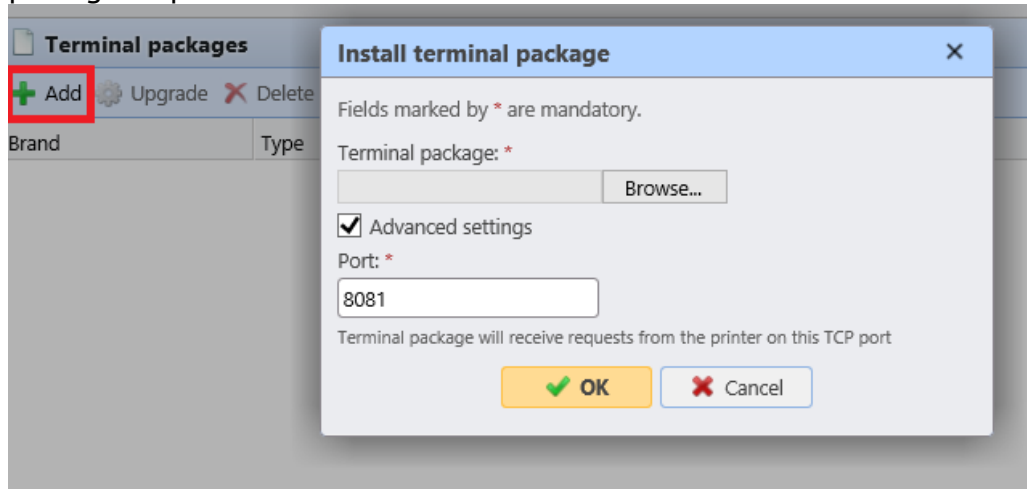 Terminal packages
Add Upgrade Delete
Brand Type
Install terminal package
Fields marked by * are mandatory.
Terminal package: *
Browse...
Advanced settings
Port: *
8081
Terminal package will receive requests from the printer on this TCP port
OK Cancel